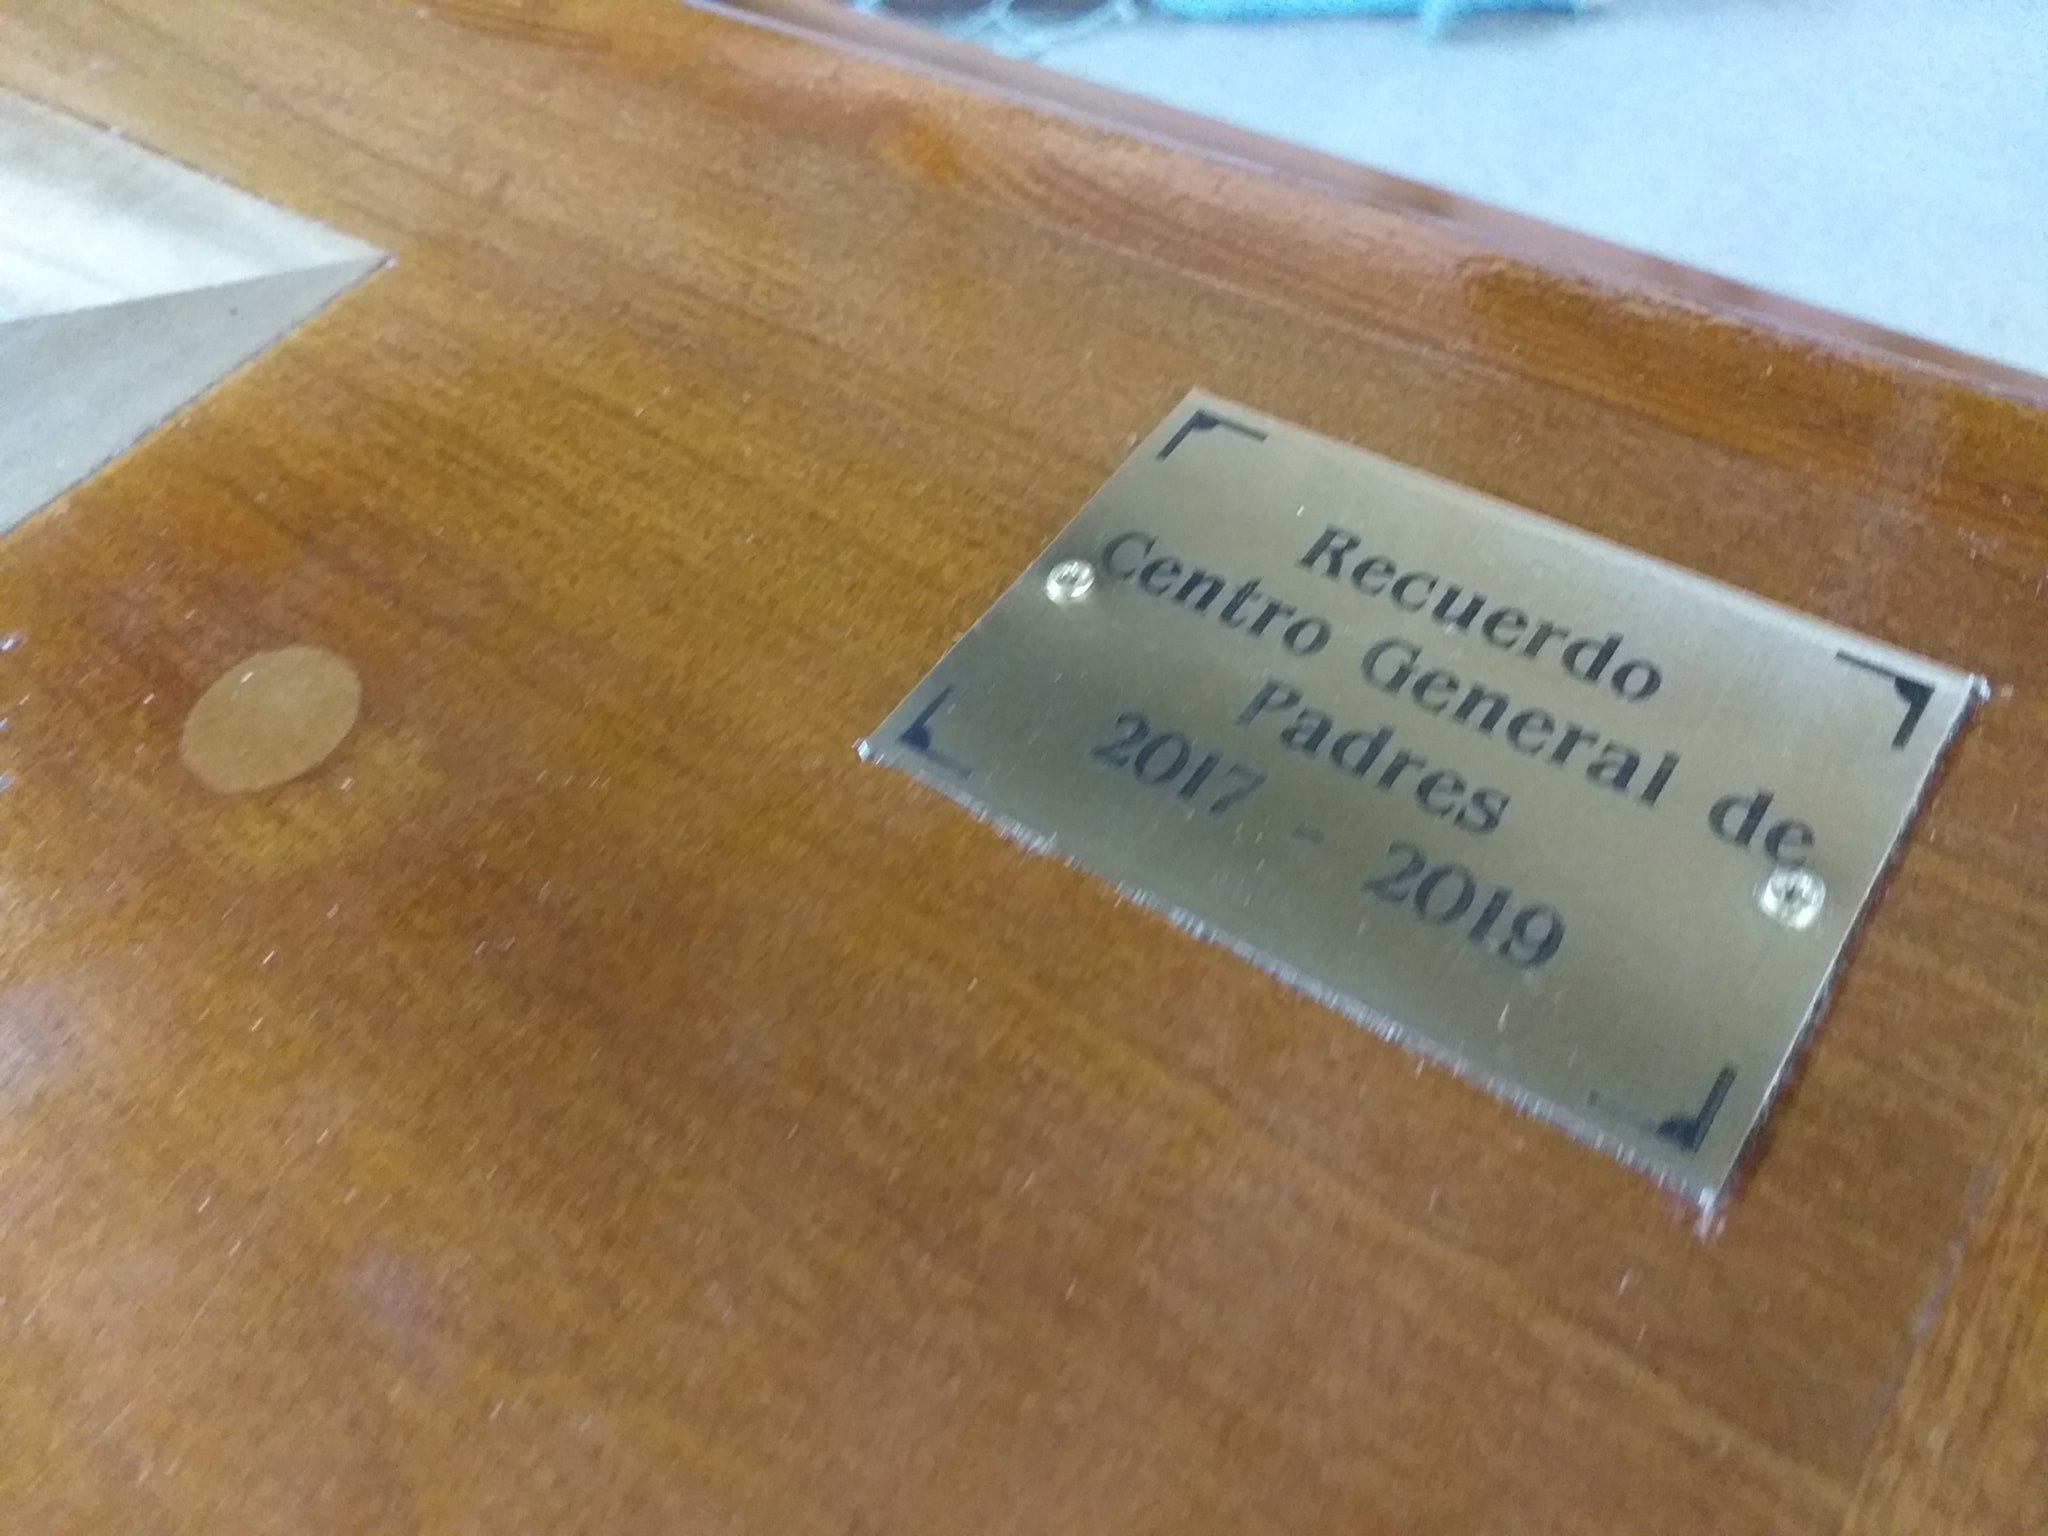 Recuerdo
Centro General de
Padres
2017 - 2019